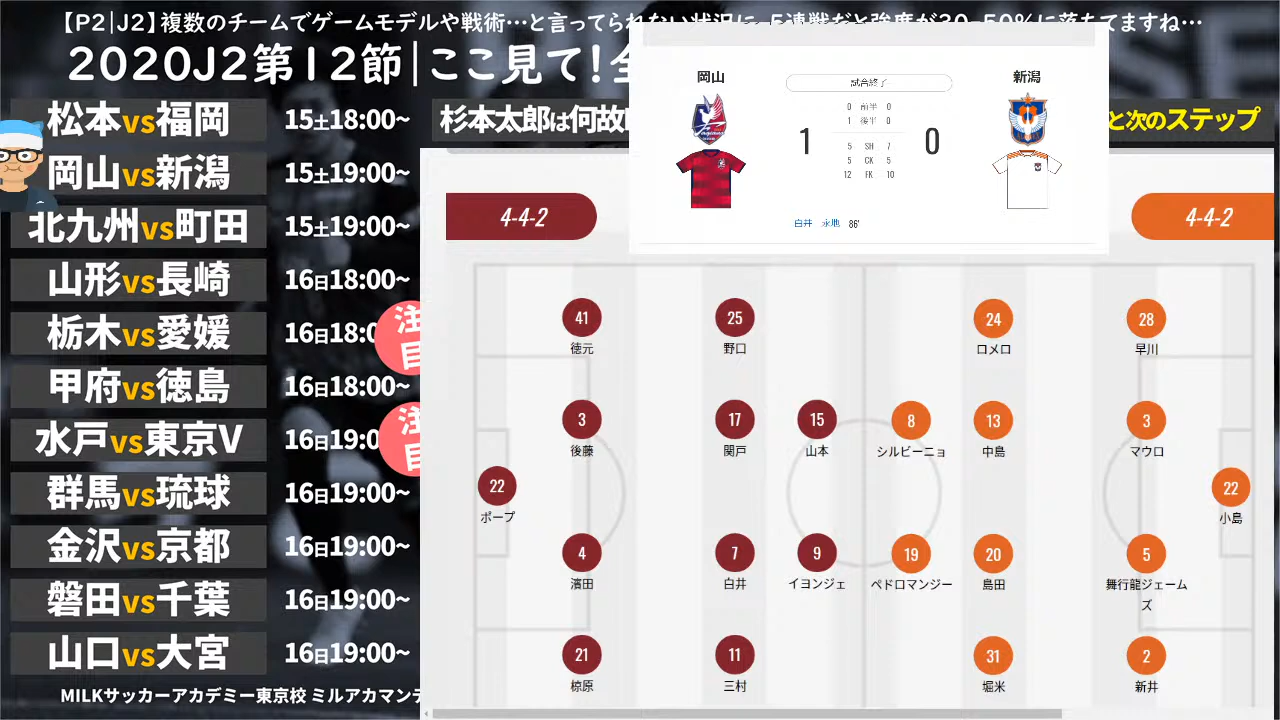 【P2|J2】複数のチームでゲームモデルや戦術…と言ってられない状況に、5連戦だと強度が30-50%に落ちてますね…
2020J2第12節|ここ見て!全
松本vs福岡 15土18:00~
岡山vs新潟 15土19:00~
北九州vs町田 15土19:00~
山形vs長崎 16日18:00~
栃木vs愛媛 16日18:0
甲府vs徳島 16日18:00~
水戸vs東京V 16日19:0
群馬vs琉球 16日19:00~
金沢vs京都 16日19:00~
磐田vs千葉 16日19:00~
山口vs大宮 16日19:00~
注目
注目
MILKサッカーアカデミー東京校 ミルアカマンテ
杉本太郎は何故
と次のステップ
岡山 試合終了 新潟
1 0
0 前半 0
1 後半 0
5 SH 7
5 CK 5
12 FK 10
白井 永地 86'
4-4-2
4-4-2
41 徳元
25 野口
24 ロメロ
28 早川
3 後藤
17 関戸
15 山本
8 シルビーニョ
13 中島
3 マウロ
22 ポープ
22 小島
4 濱田
7 白井
9 イヨンジェ
19 ペドロマンジー
20 島田
5 舞行龍ジェーム
ズ
21 椋原
11 三村
31 堀米
2 新井